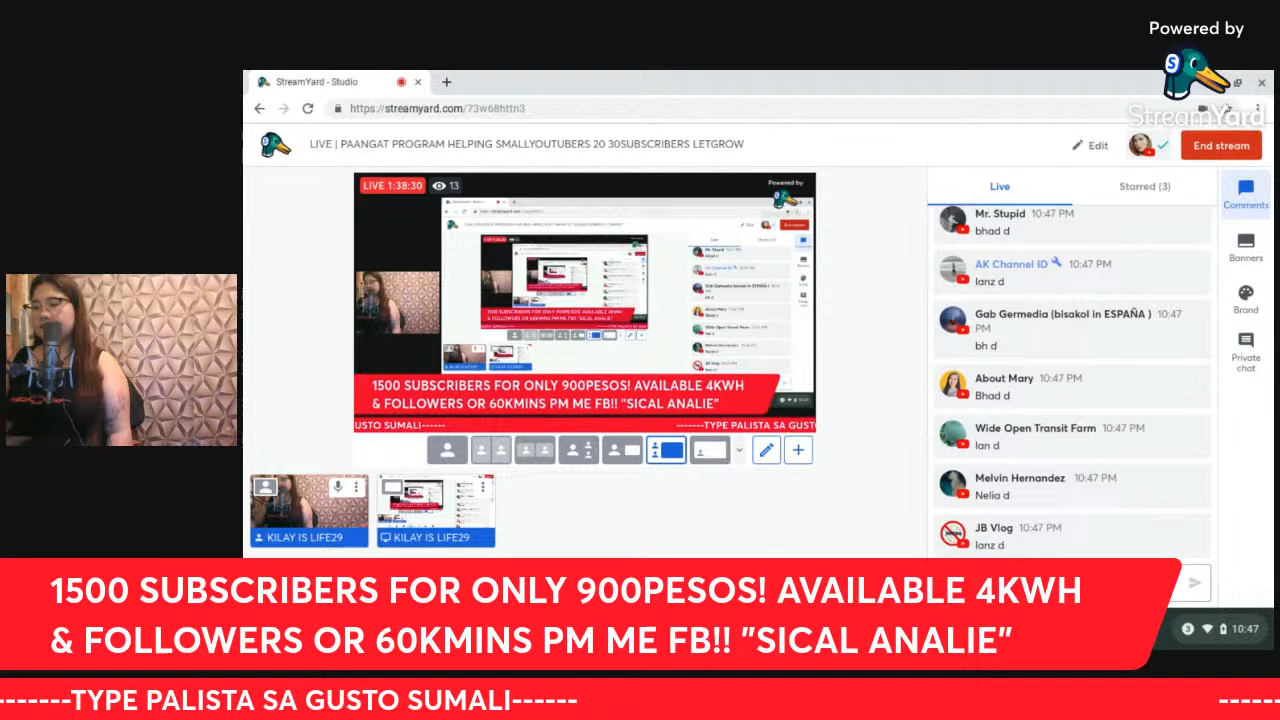 Powered by
StreamYard
StreamYard - Studio
https://streamyard.com/73w68httn3
LIVE | PAANGAT PROGRAM HELPING SMALLYOUTUBERS 20 30SUBSCRIBERS LETGROW
Edit
End stream
LIVE 1:38:30
13
Powered by
1500 SUBSCRIBERS FOR ONLY 900PESOS! AVAILABLE 4KWH
& FOLLOWERS OR 60KMINS PM ME FB!! "SICAL ANALIE"
GUSTO SUMALI------
-------TYPE PALISTA SA GUSTO
KILAY IS LIFE29
KILAY IS LIFE29
Live
Starred (3)
Mr. Stupid 10:47 PM
bhad d
AK Channel ID 10:47 PM
lanz d
Gab Germedia (bisakol in ESPAÑA ) 10:47
PM
bh d
About Mary 10:47 PM
Bhad d
Wide Open Transit Farm 10:47 PM
lan d
Melvin Hernandez 10:47 PM
Nelia d
JB Vlog 10:47 PM
lanz d
Comments
Banners
Brand
Private
chat
3
10:47
1500 SUBSCRIBERS FOR ONLY 900PESOS! AVAILABLE 4KWH
& FOLLOWERS OR 60KMINS PM ME FB!! "SICAL ANALIE"
-------TYPE PALISTA SA GUSTO SUMALI------